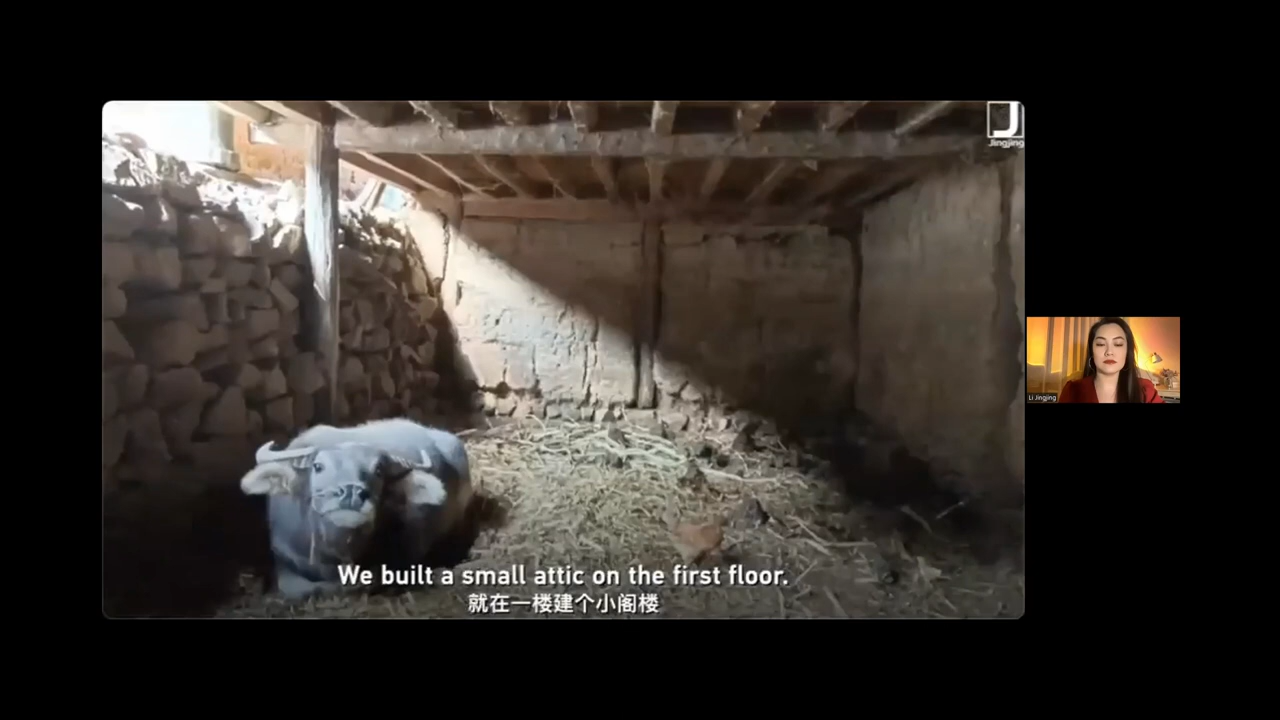 Jingjing
We built a small attic on the first floor.
就在一楼建个小阁楼
Li Jingjing